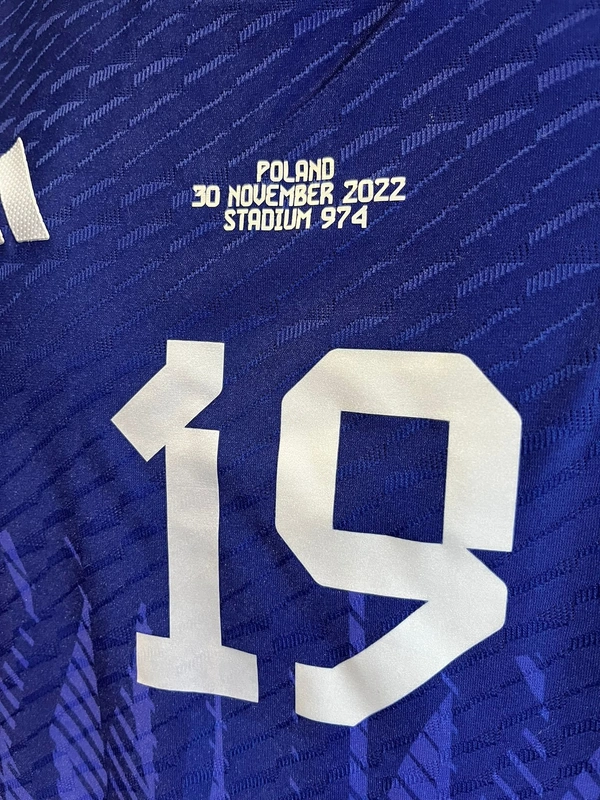 POLAND
30 NOVEMBER 2022
STADIUM 974
19